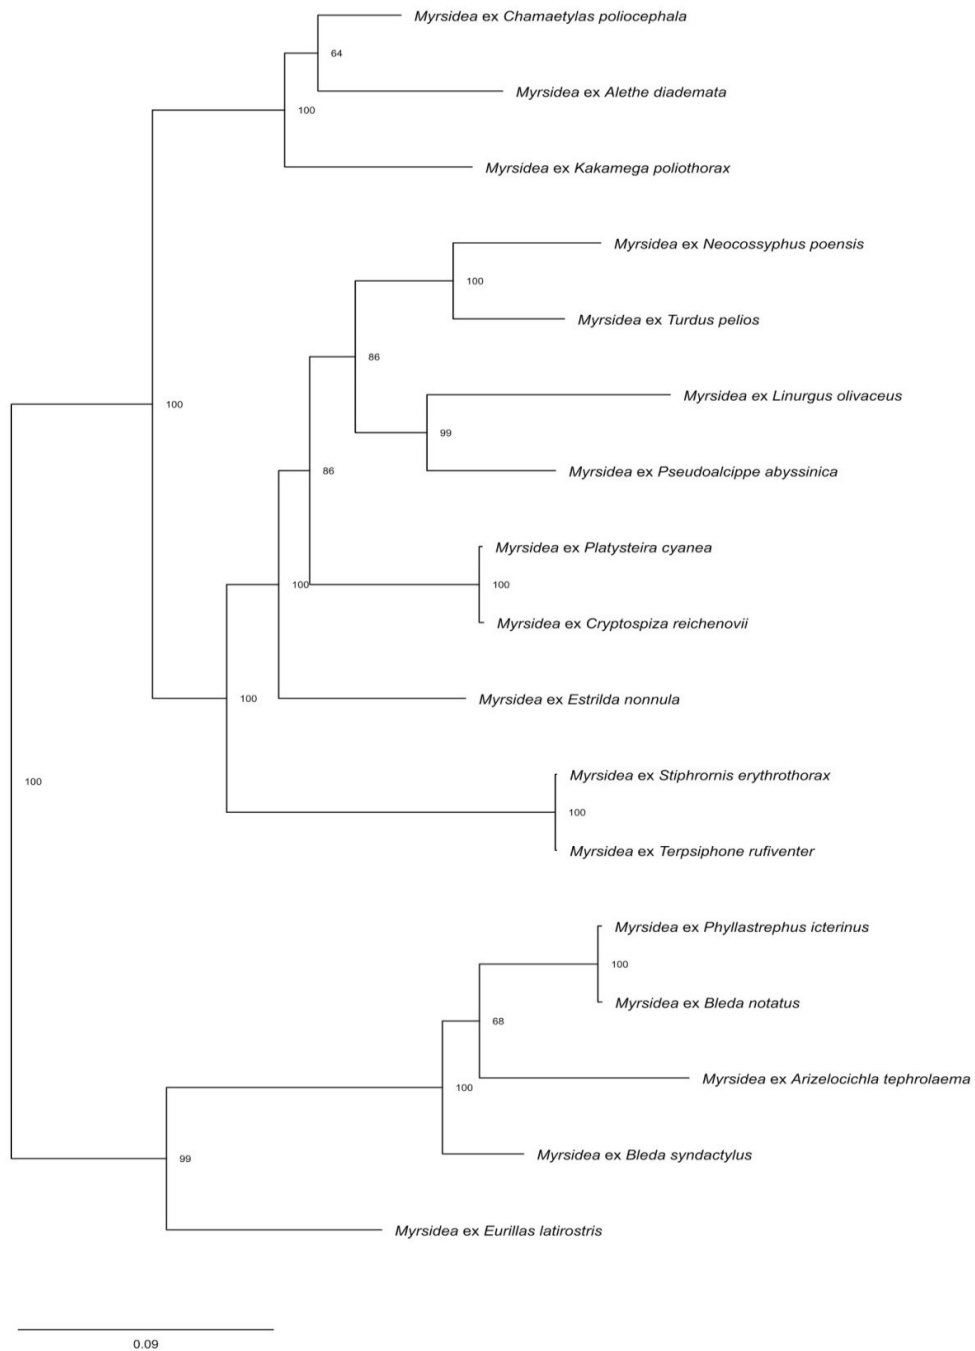 Myrsidea ex Chamaetylas poliocephala
64
Myrsidea ex Alethe diademata
100
Myrsidea ex Kakamega poliothorax
Myrsidea ex Neocossyphus poensis
100
Myrsidea ex Turdus pelios
86
Myrsidea ex Linurgus olivaceus
100
99
86
Myrsidea ex Pseudoalcippe abyssinica
Myrsidea ex Platysteira cyanea
100
100
Myrsidea ex Cryptospiza reichenovii
100
Myrsidea ex Estrilda nonnula
100
Myrsidea ex Stiphrornis erythrothorax
100
Myrsidea ex Terpsiphone rufiventer
Myrsidea ex Phyllastrephus icterinus
100
Myrsidea ex Bleda notatus
68
Myrsidea ex Arizelocichla tephrolaema
100
Myrsidea ex Bleda syndactylus
99
Myrsidea ex Eurillas latirostris
0.09